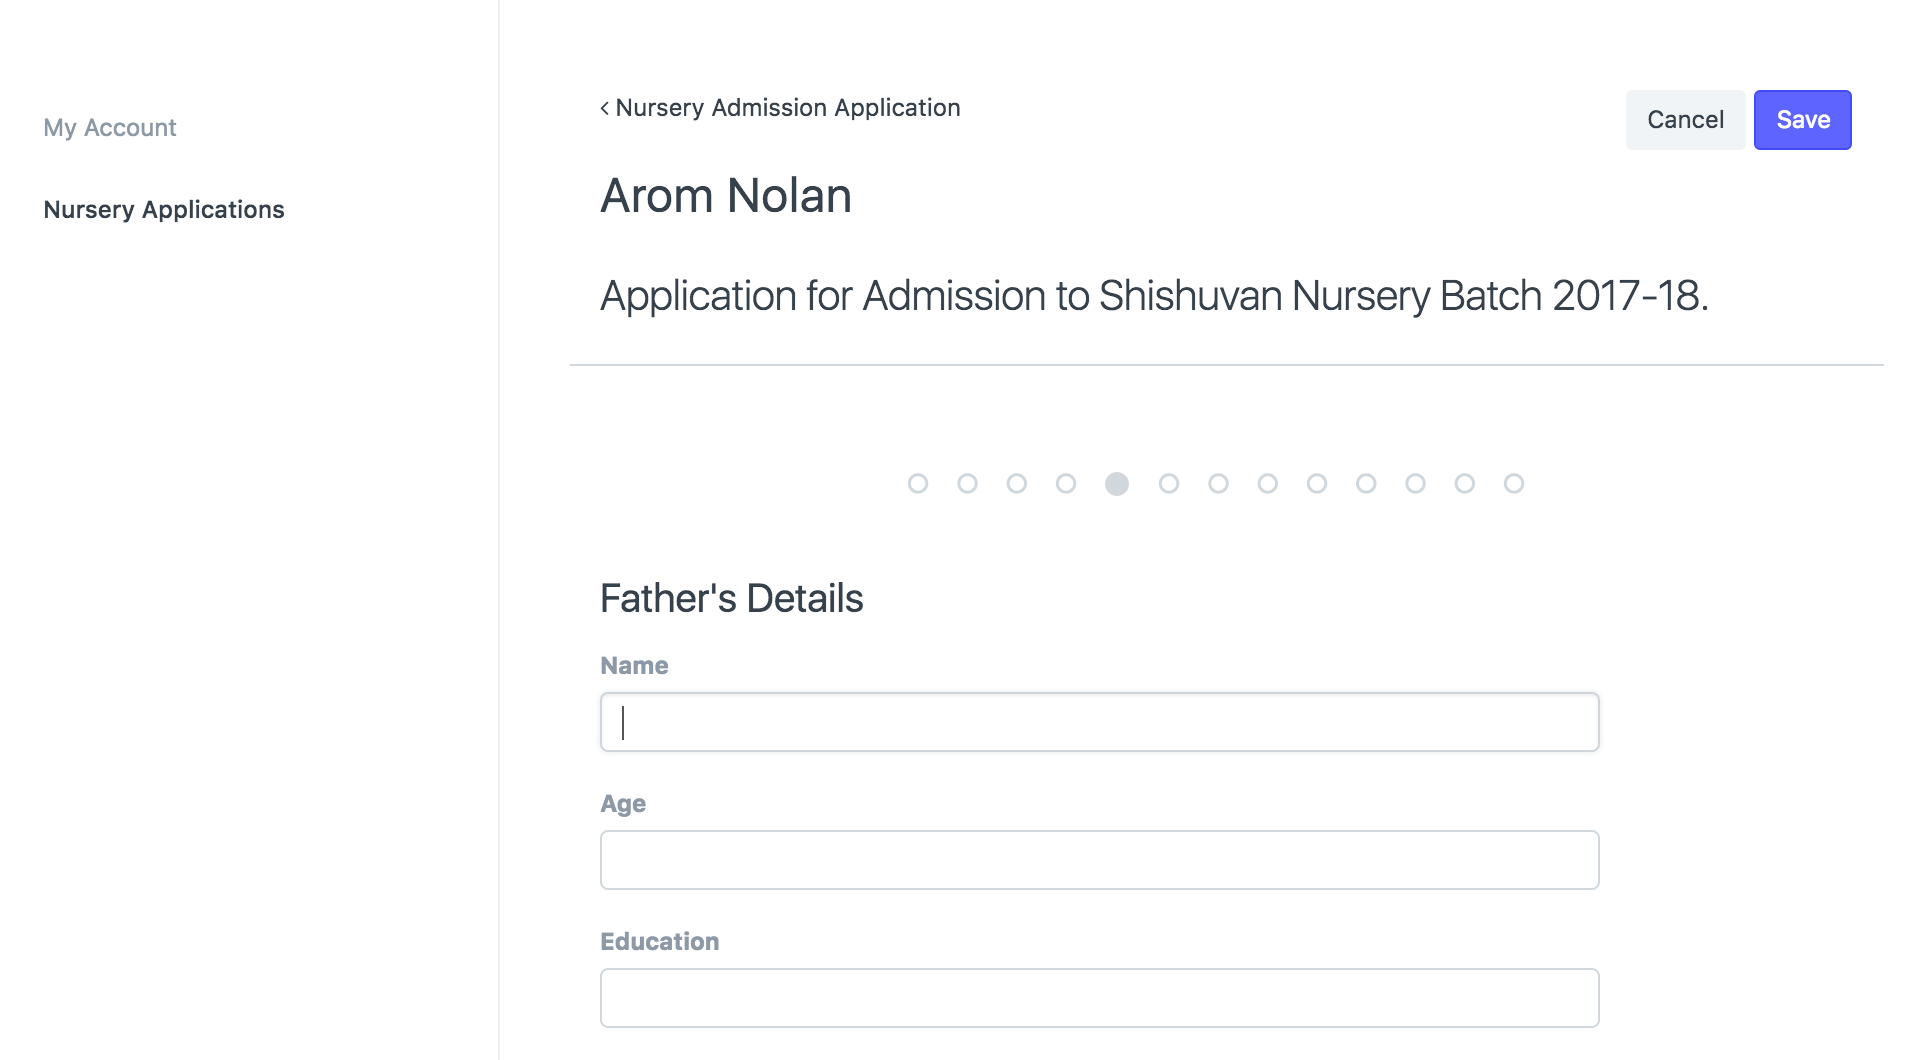 My Account
Nursery Applications
‹ Nursery Admission Application
Cancel
Save
Arom Nolan
Application for Admission to Shishuvan Nursery Batch 2017-18.
Father's Details
Name
Age
Education